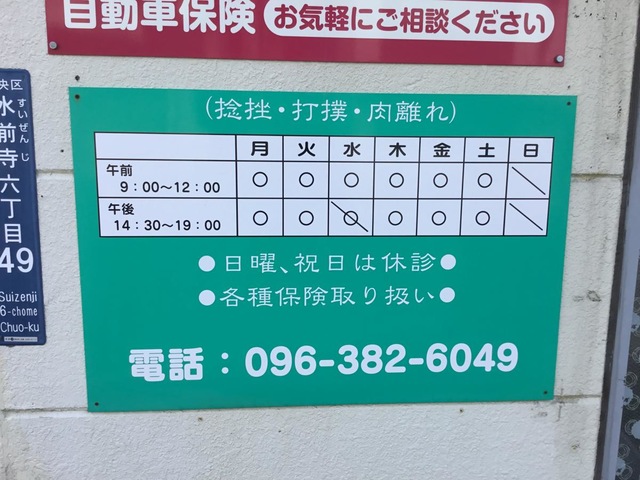 自動車保険 お気軽にご相談ください
(捻挫・打撲・肉離れ)
月 火 水 木 金 土 日
午前
9:00〜12:00 ○ ○ ○ ○ ○ ○ ＼
午後
14:30〜19:00 ○ ○ ○ ○ ○ ○ ＼
●日曜、祝日は休診●
●各種保険取り扱い●
電話:096-382-6049
央区
水前寺六丁目
すいぜんじ
49
Suizenji
6-chome
Chuo-ku